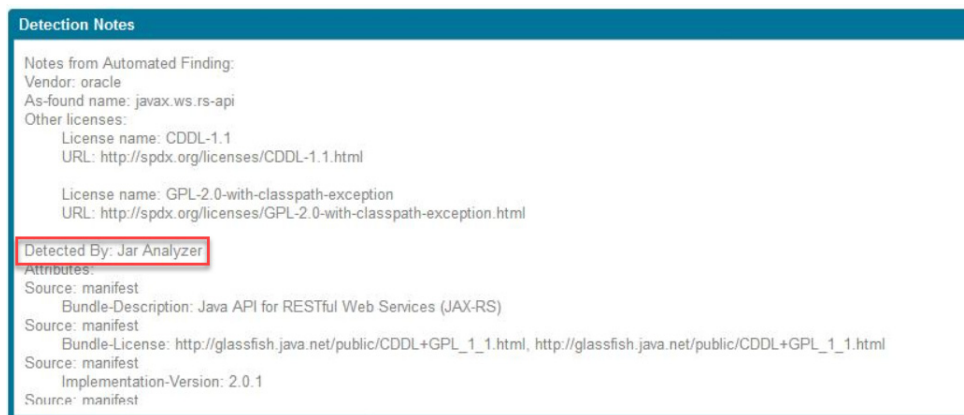 Detection Notes
Notes from Automated Finding:
Vendor: oracle
As-found name: javax.ws.rs-api
Other licenses:
License name: CDDL-1.1
URL: http://spdx.org/licenses/CDDL-1.1.html
License name: GPL-2.0-with-classpath-exception
URL: http://spdx.org/licenses/GPL-2.0-with-classpath-exception.html
Detected By: Jar Analyzer
Attributes:
Source: manifest
Bundle-Description: Java API for RESTful Web Services (JAX-RS)
Source: manifest
Bundle-License: http://glassfish.java.net/public/CDDL+GPL_1_1.html, http://glassfish.java.net/public/CDDL+GPL_1_1.html
Source: manifest
Implementation-Version: 2.0.1
Source: manifest